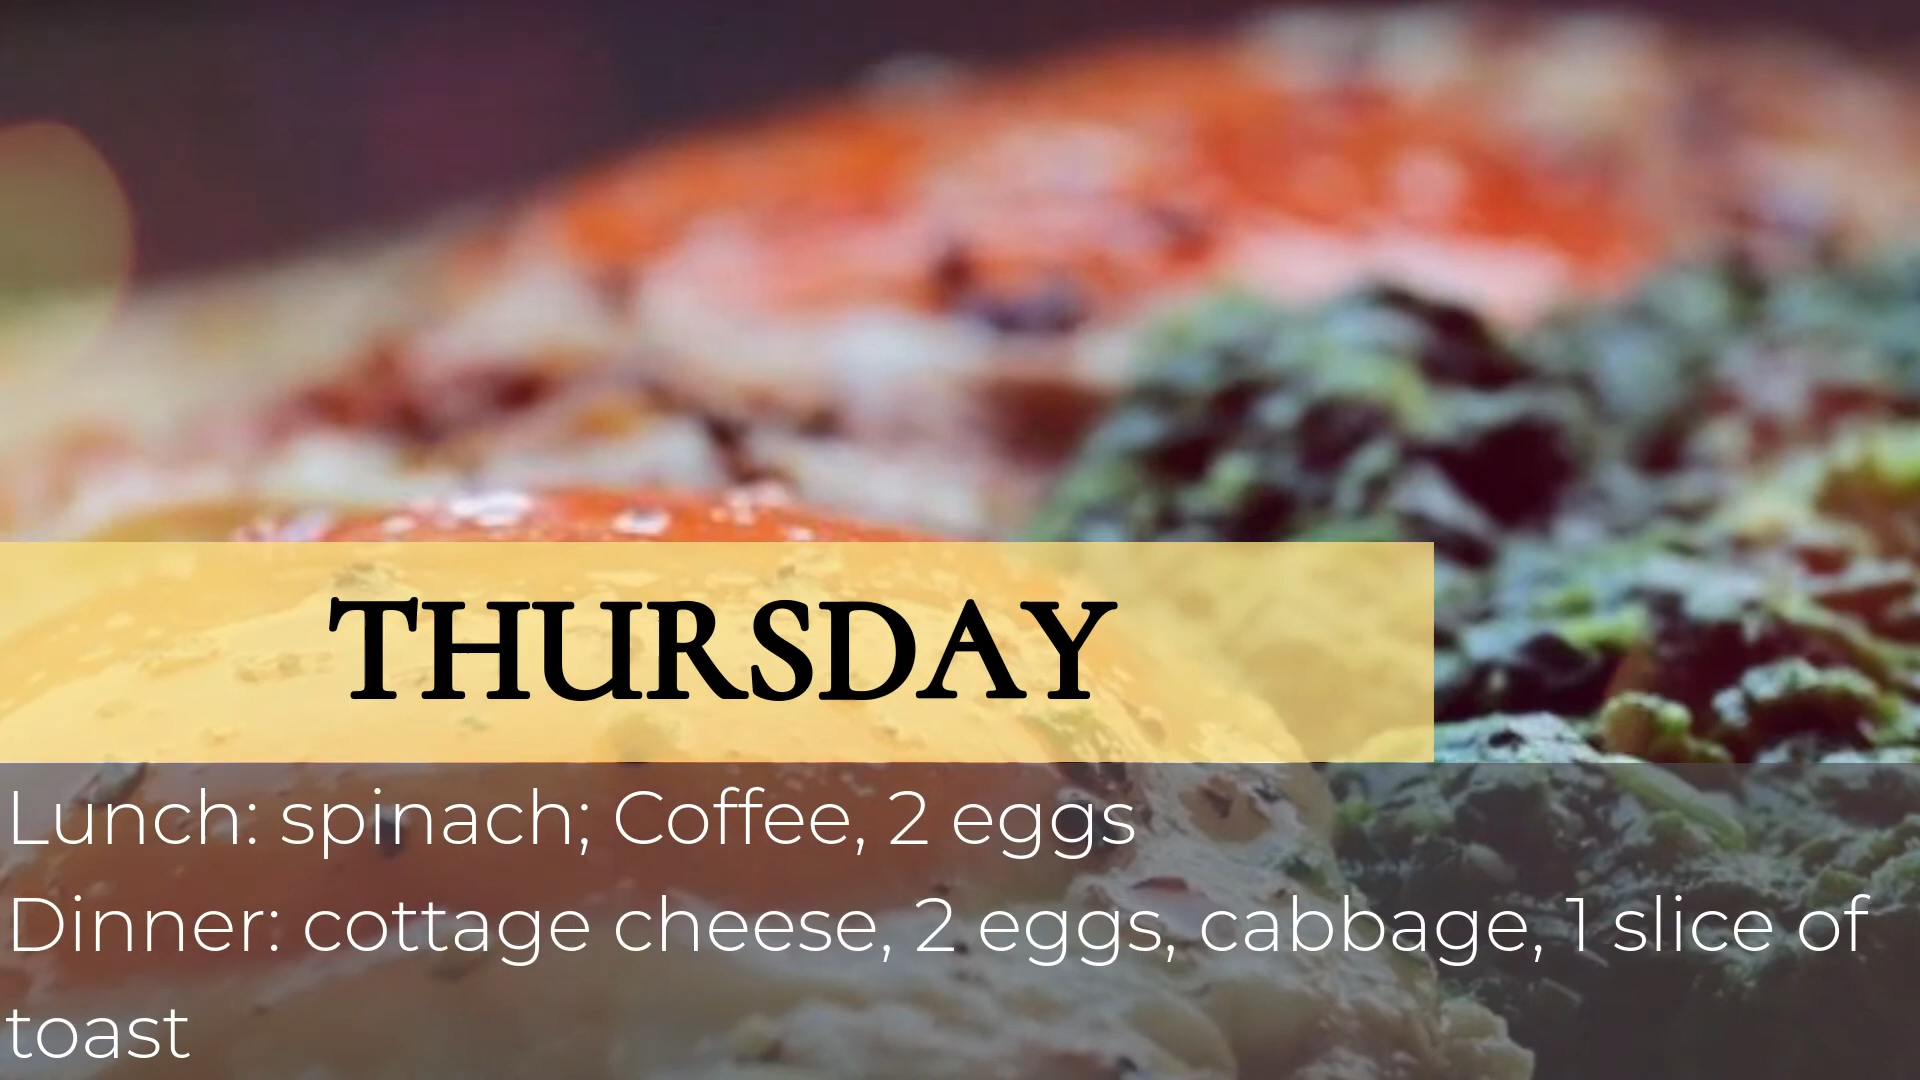 THURSDAY
Lunch: spinach; Coffee, 2 eggs
Dinner: cottage cheese, 2 eggs, cabbage, 1 slice of
toast